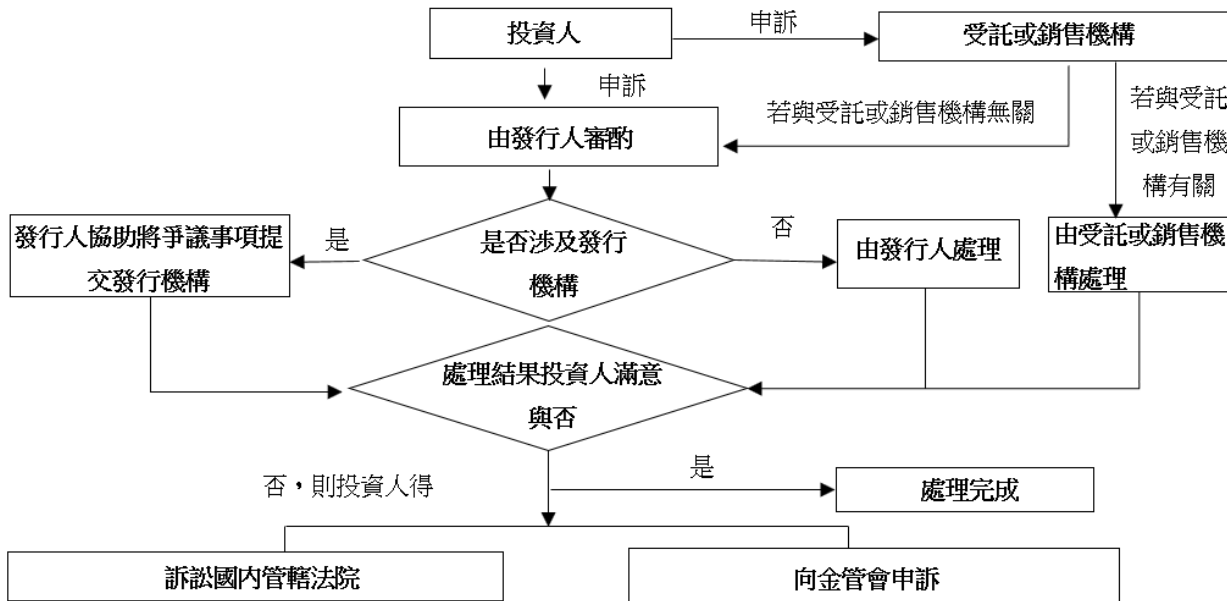 投資人
申訴
受託或銷售機構
申訴
若與受託或銷售機構無關
若與受託
或銷售機
構有關
由發行人審酌
發行人協助將爭議事項提
交發行機構
是
是否涉及發行
機構
否
由發行人處理
由受託或銷售機
構處理
處理結果投資人滿意
與否
否，則投資人得
是
處理完成
訴訟國内管轄法院
向金管會申訴